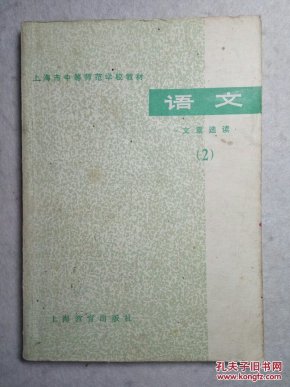 上海市中等师范学校教材
语文
文章选读
(2)
上海教育出版社
孔夫子旧书网